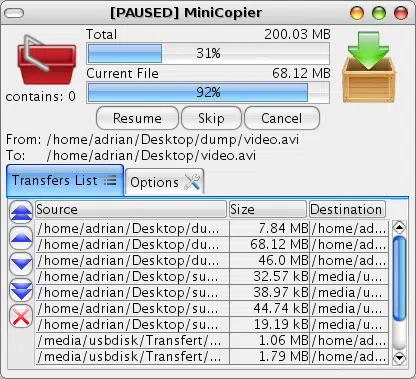 [PAUSED] MiniCopier
Total 200.03 MB
31%
Current File 68.12 MB
92%
contains: 0
Resume Skip Cancel
From: /home/adrian/Desktop/dump/video.avi
To: /home/adrian/Desktop/video.avi
Transfers List Options
Source Size Destination
/home/adrian/Desktop/du... 7.84 MB /home/ad...
/home/adrian/Desktop/du... 68.12 MB /home/ad...
/home/adrian/Desktop/du... 46.0 MB /home/ad...
/home/adrian/Desktop/su... 32.57 kB /media/u...
/home/adrian/Desktop/su... 38.97 kB /media/u...
/home/adrian/Desktop/su... 44.74 kB /media/u...
/home/adrian/Desktop/su... 19.19 kB /media/u...
/media/usbdisk/Transfert/... 1.06 MB /home/ad...
/media/usbdisk/Transfert/... 1.79 MB /home/ad...